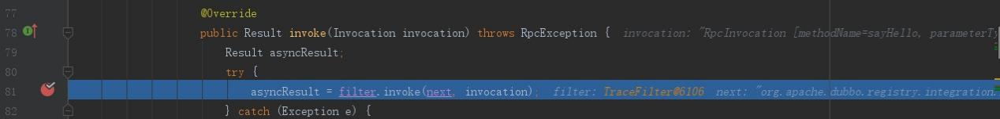 77 @Override
78 public Result invoke(Invocation invocation) throws RpcException { invocation: "RpcInvocation [methodName=sayHello, parameterTy
79 Result asyncResult;
80 try {
81 asyncResult = filter.invoke(next, invocation); filter: TraceFilter@6106 next: "org.apache.dubbo.registry.integration.
82 } catch (Exception e) {